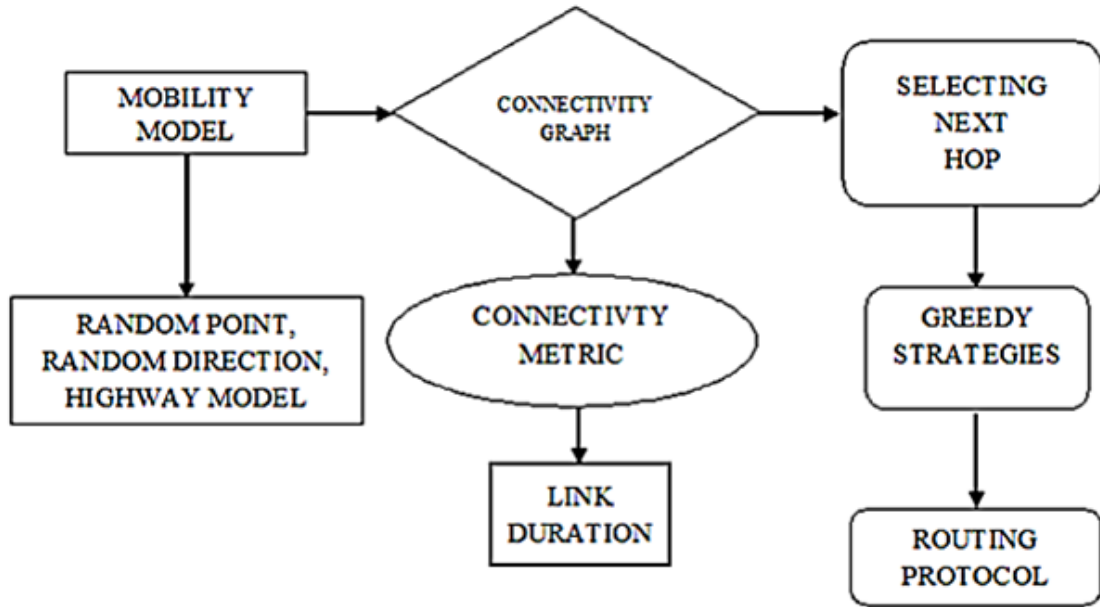 MOBILITY
MODEL
CONNECTIVITY
GRAPH
SELECTING
NEXT
HOP
RANDOM POINT,
RANDOM DIRECTION,
HIGHWAY MODEL
CONNECTIVTY
METRIC
GREEDY
STRATEGIES
LINK
DURATION
ROUTING
PROTOCOL